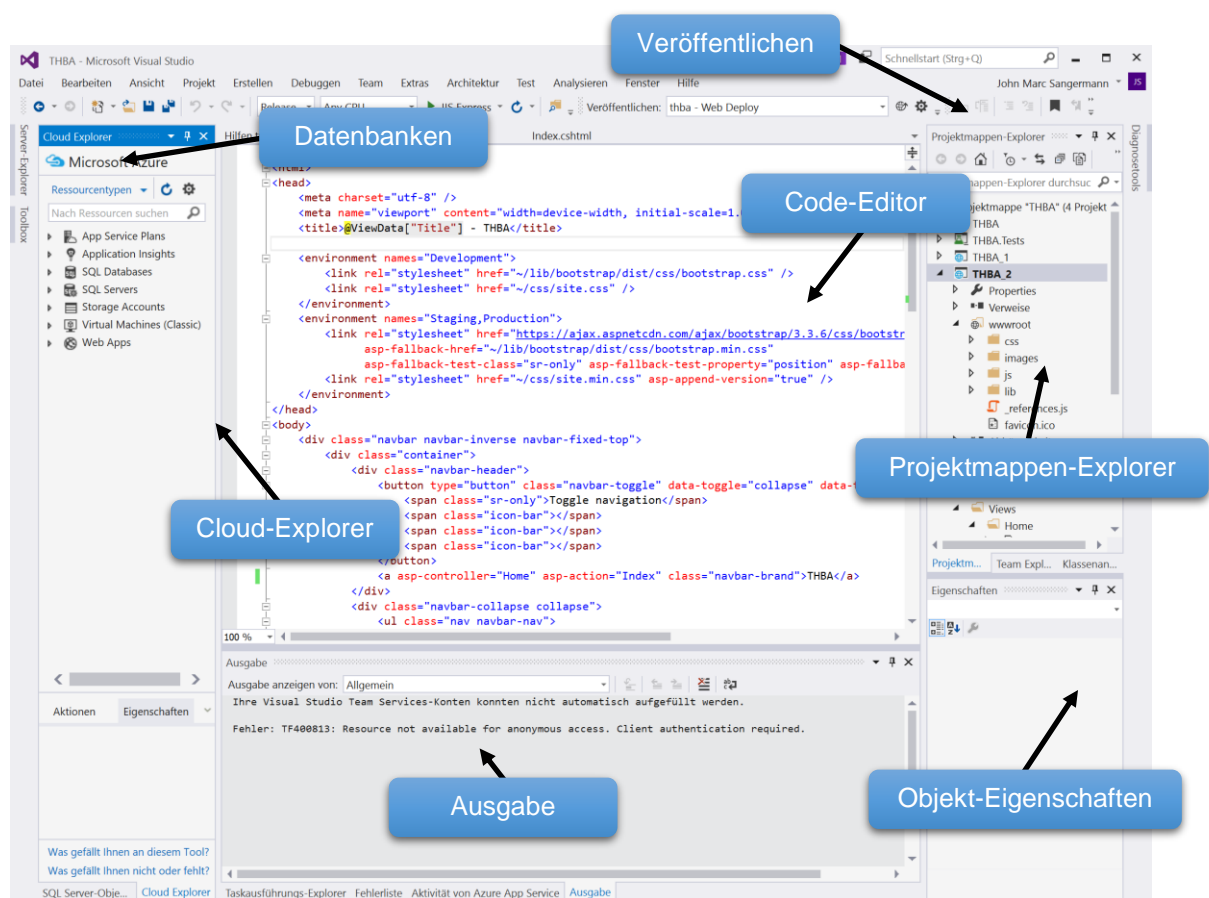 Veröffentlichen
THBA - Microsoft Visual Studio
Schnellstart (Strg+Q)
Datei Bearbeiten Ansicht Projekt Erstellen Debuggen Team Extras Architektur Test Analysieren Fenster Hilfe
John Marc Sangermann JS
Release Any CPU IIS Express Veröffentlichen: thba - Web Deploy
Server-Explorer
Toolbox
Cloud Explorer
Microsoft Azure
Ressourcentypen
Nach Ressourcen suchen
App Service Plans
Application Insights
SQL Databases
SQL Servers
Storage Accounts
Virtual Machines (Classic)
Web Apps
Datenbanken
Index.cshtml
<html>
<head>
<meta charset="utf-8" />
<meta name="viewport" content="width=device-width, initial-scale=1.
<title>@ViewData["Title"] - THBA</title>
<environment names="Development">
<link rel="stylesheet" href="~/lib/bootstrap/dist/css/bootstrap.css" />
<link rel="stylesheet" href="~/css/site.css" />
</environment>
<environment names="Staging,Production">
<link rel="stylesheet" href="https://ajax.aspnetcdn.com/ajax/bootstrap/3.3.6/css/bootstr
asp-fallback-href="~/lib/bootstrap/dist/css/bootstrap.min.css"
asp-fallback-test-class="sr-only" asp-fallback-test-property="position" asp-fallba
<link rel="stylesheet" href="~/css/site.min.css" asp-append-version="true" />
</environment>
</head>
<body>
<div class="navbar navbar-inverse navbar-fixed-top">
<div class="container">
<div class="navbar-header">
<button type="button" class="navbar-toggle" data-toggle="collapse" data-
<span class="sr-only">Toggle navigation</span>
<span class="icon-bar"></span>
<span class="icon-bar"></span>
<span class="icon-bar"></span>
</button>
<a asp-controller="Home" asp-action="Index" class="navbar-brand">THBA</a>
</div>
<div class="navbar-collapse collapse">
<ul class="nav navbar-nav">
100 %
Code-Editor
Cloud-Explorer
Projektmappen-Explorer
mappen-Explorer durchsuc
jektmappe "THBA" (4 Projekt
THBA
THBA.Tests
THBA_1
THBA_2
Properties
Verweise
wwwroot
css
images
js
lib
_references.js
favicon.ico
Projektmappen-Explorer
Views
Home
Projektm... Team Expl... Klassenan...
Diagnosetools
Eigenschaften
Objekt-Eigenschaften
Ausgabe
Ausgabe anzeigen von: Allgemein
Ihre Visual Studio Team Services-Konten konnten nicht automatisch aufgefüllt werden.
Fehler: TF400813: Resource not available for anonymous access. Client authentication required.
Ausgabe
Aktionen Eigenschaften
Was gefällt Ihnen an diesem Tool?
Was gefällt Ihnen nicht oder fehlt?
SQL Server-Obje... Cloud Explorer
Taskausführungs-Explorer Fehlerliste Aktivität von Azure App Service Ausgabe